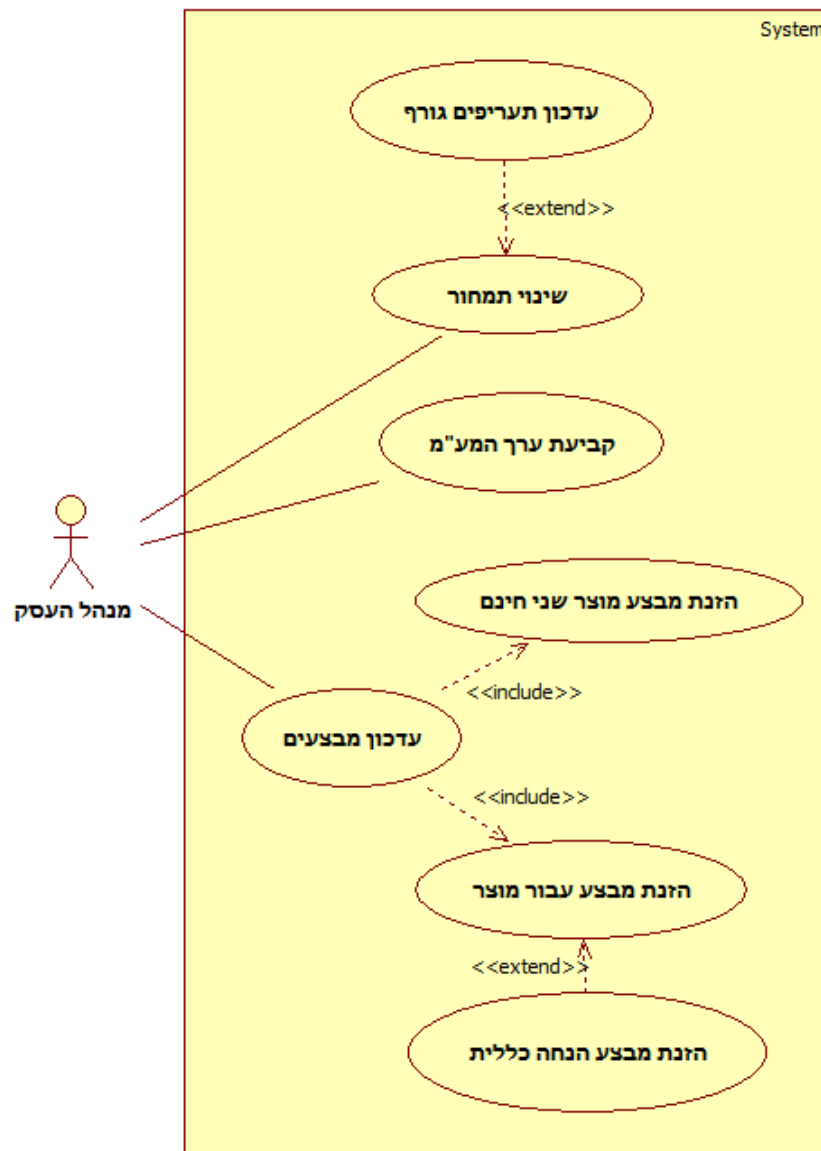 System
עדכון תעריפים גורף
<<extend>>
שינוי תמחור
קביעת ערך המע"מ
הזנת מבצע מוצר שני חינם
מנהל העסק
<<include>>
עדכון מבצעים
<<include>>
הזנת מבצע עבור מוצר
<<extend>>
הזנת מבצע הנחה כללית